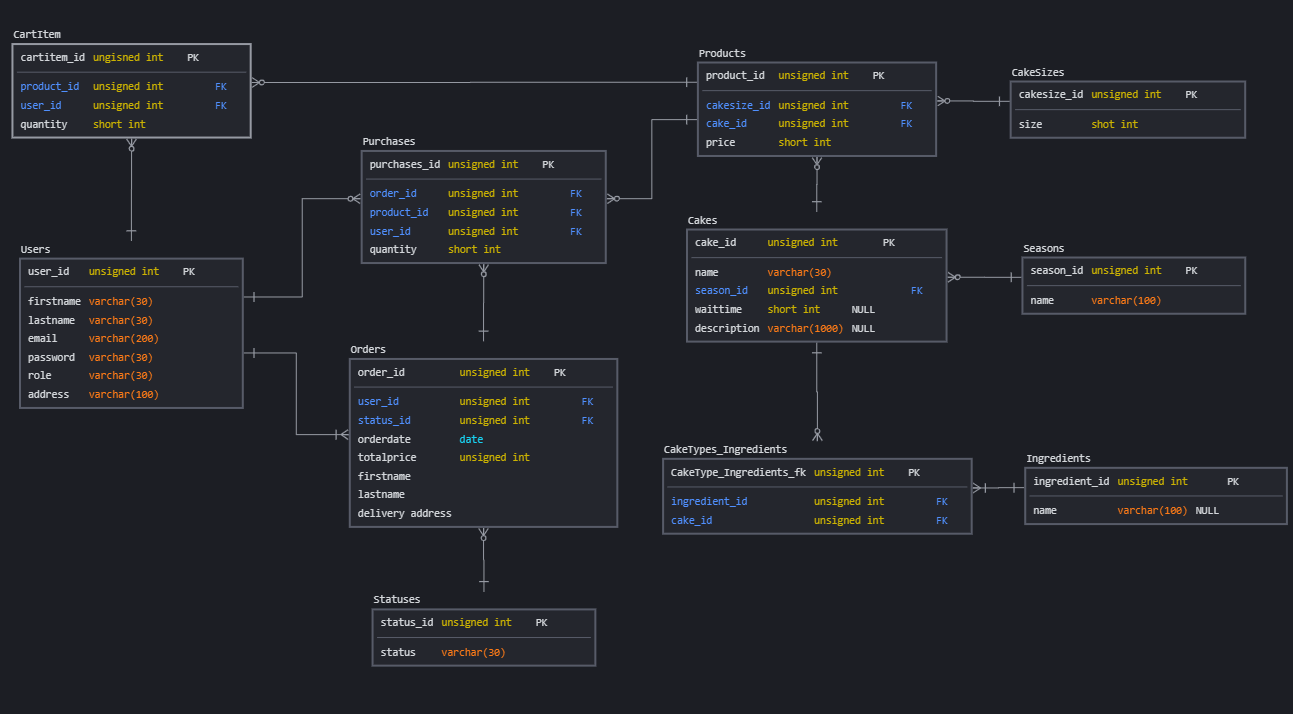 CartItem
cartitem_id ungisned int PK
product_id unsigned int FK
user_id unsigned int FK
quantity short int
Products
product_id unsigned int PK
cakesize_id unsigned int FK
cake_id unsigned int FK
price short int
CakeSizes
cakesize_id unsigned int PK
size shot int
Purchases
purchases_id unsigned int PK
order_id unsigned int FK
product_id unsigned int FK
user_id unsigned int FK
quantity short int
Users
user_id unsigned int PK
firstname varchar(30)
lastname varchar(30)
email varchar(200)
password varchar(30)
role varchar(30)
address varchar(100)
Cakes
cake_id unsigned int PK
name varchar(30)
season_id unsigned int FK
waittime short int NULL
description varchar(1000) NULL
Seasons
season_id unsigned int PK
name varchar(100)
Orders
order_id unsigned int PK
user_id unsigned int FK
status_id unsigned int FK
orderdate date
totalprice unsigned int
firstname
lastname
delivery address
CakeTypes_Ingredients
CakeType_Ingredients_fk unsigned int PK
ingredient_id unsigned int FK
cake_id unsigned int FK
Ingredients
ingredient_id unsigned int PK
name varchar(100) NULL
Statuses
status_id unsigned int PK
status varchar(30)